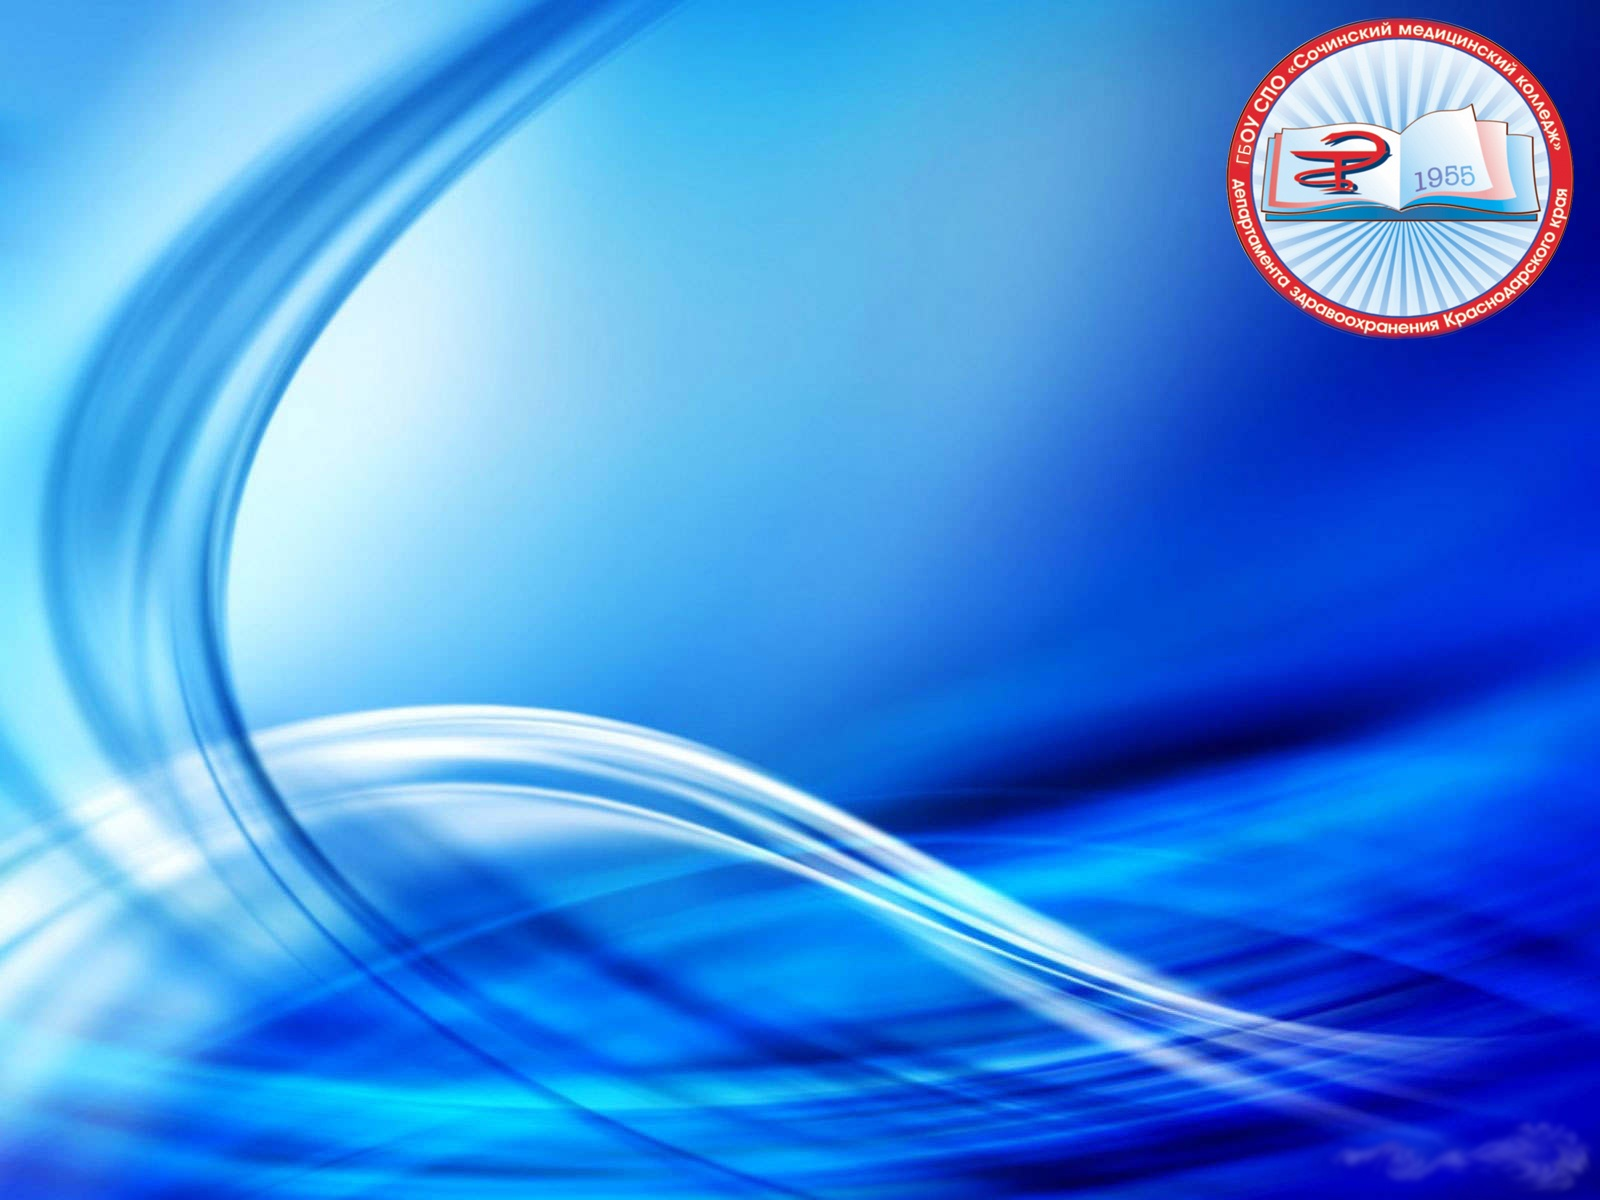 ГБОУ СПО «Сочинский медицинский колледж»
департамента здравоохранения Краснодарского края
1955